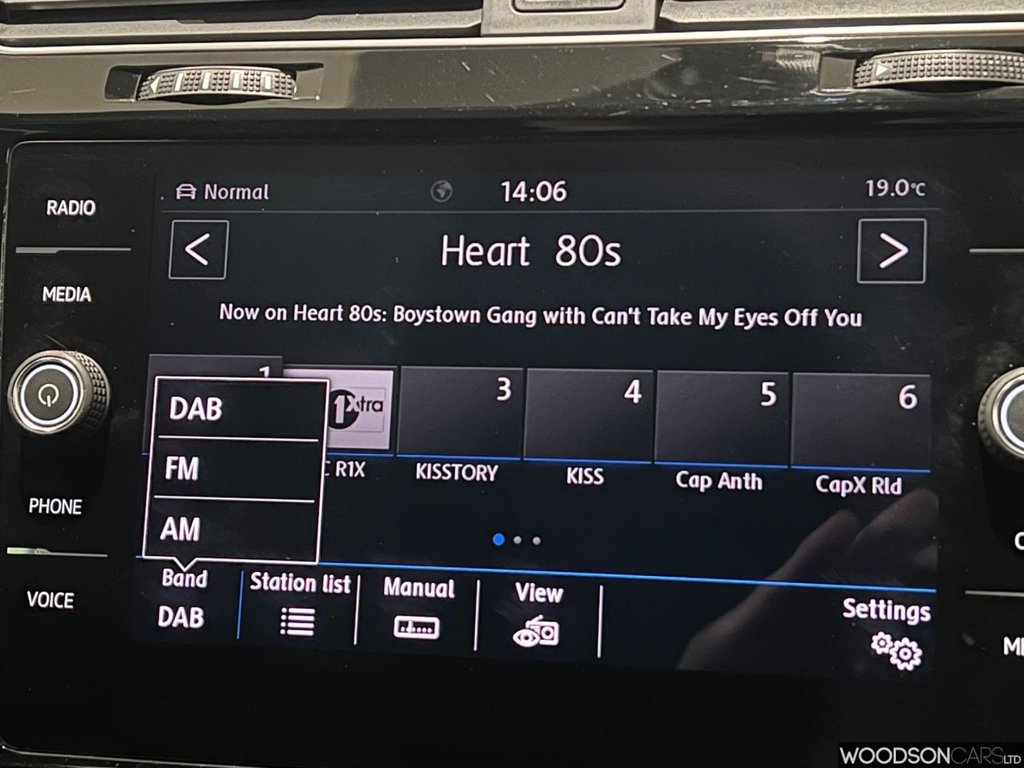 RADIO
MEDIA
PHONE
VOICE
Normal
14:06
19.0°C
<
Heart 80s
>
Now on Heart 80s: Boystown Gang with Can't Take My Eyes Off You
1
1Xtra
3
4
5
6
C R1X
KISSTORY
KISS
Cap Anth
CapX Rld
DAB
FM
AM
Band
DAB
Station list
Manual
View
Settings
WOODSONCARSLTD